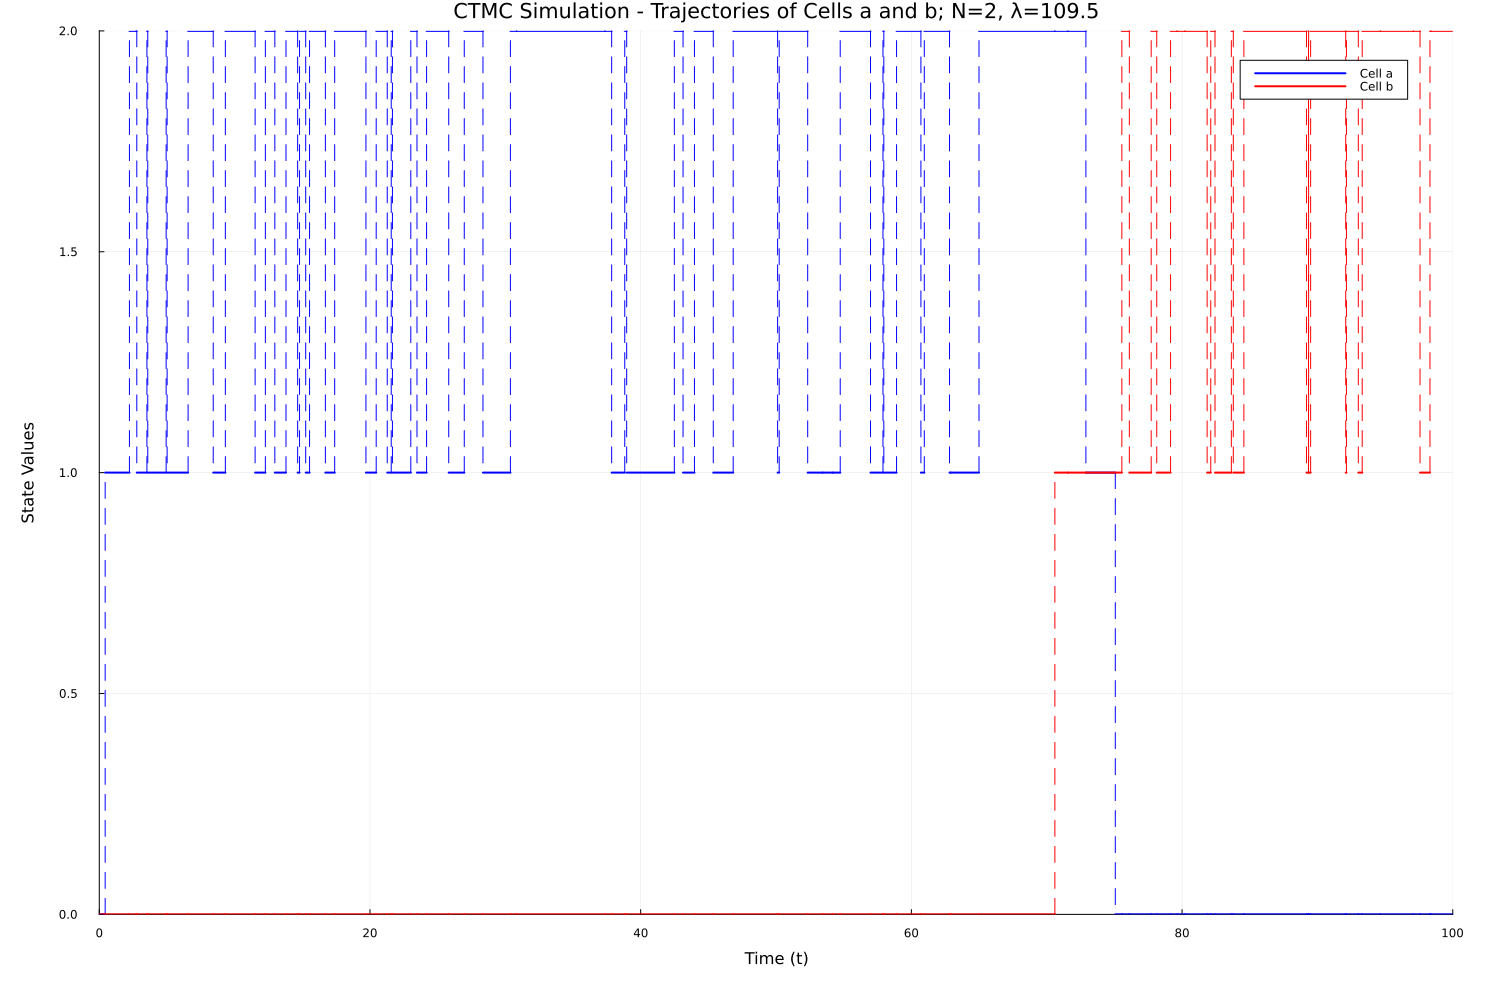 CTMC Simulation - Trajectories of Cells a and b; N=2, λ=109.5
2.0
Cell a
Cell b
1.5
1.0
State Values
0.5
0.0
0 20 40 60 80 100
Time (t)